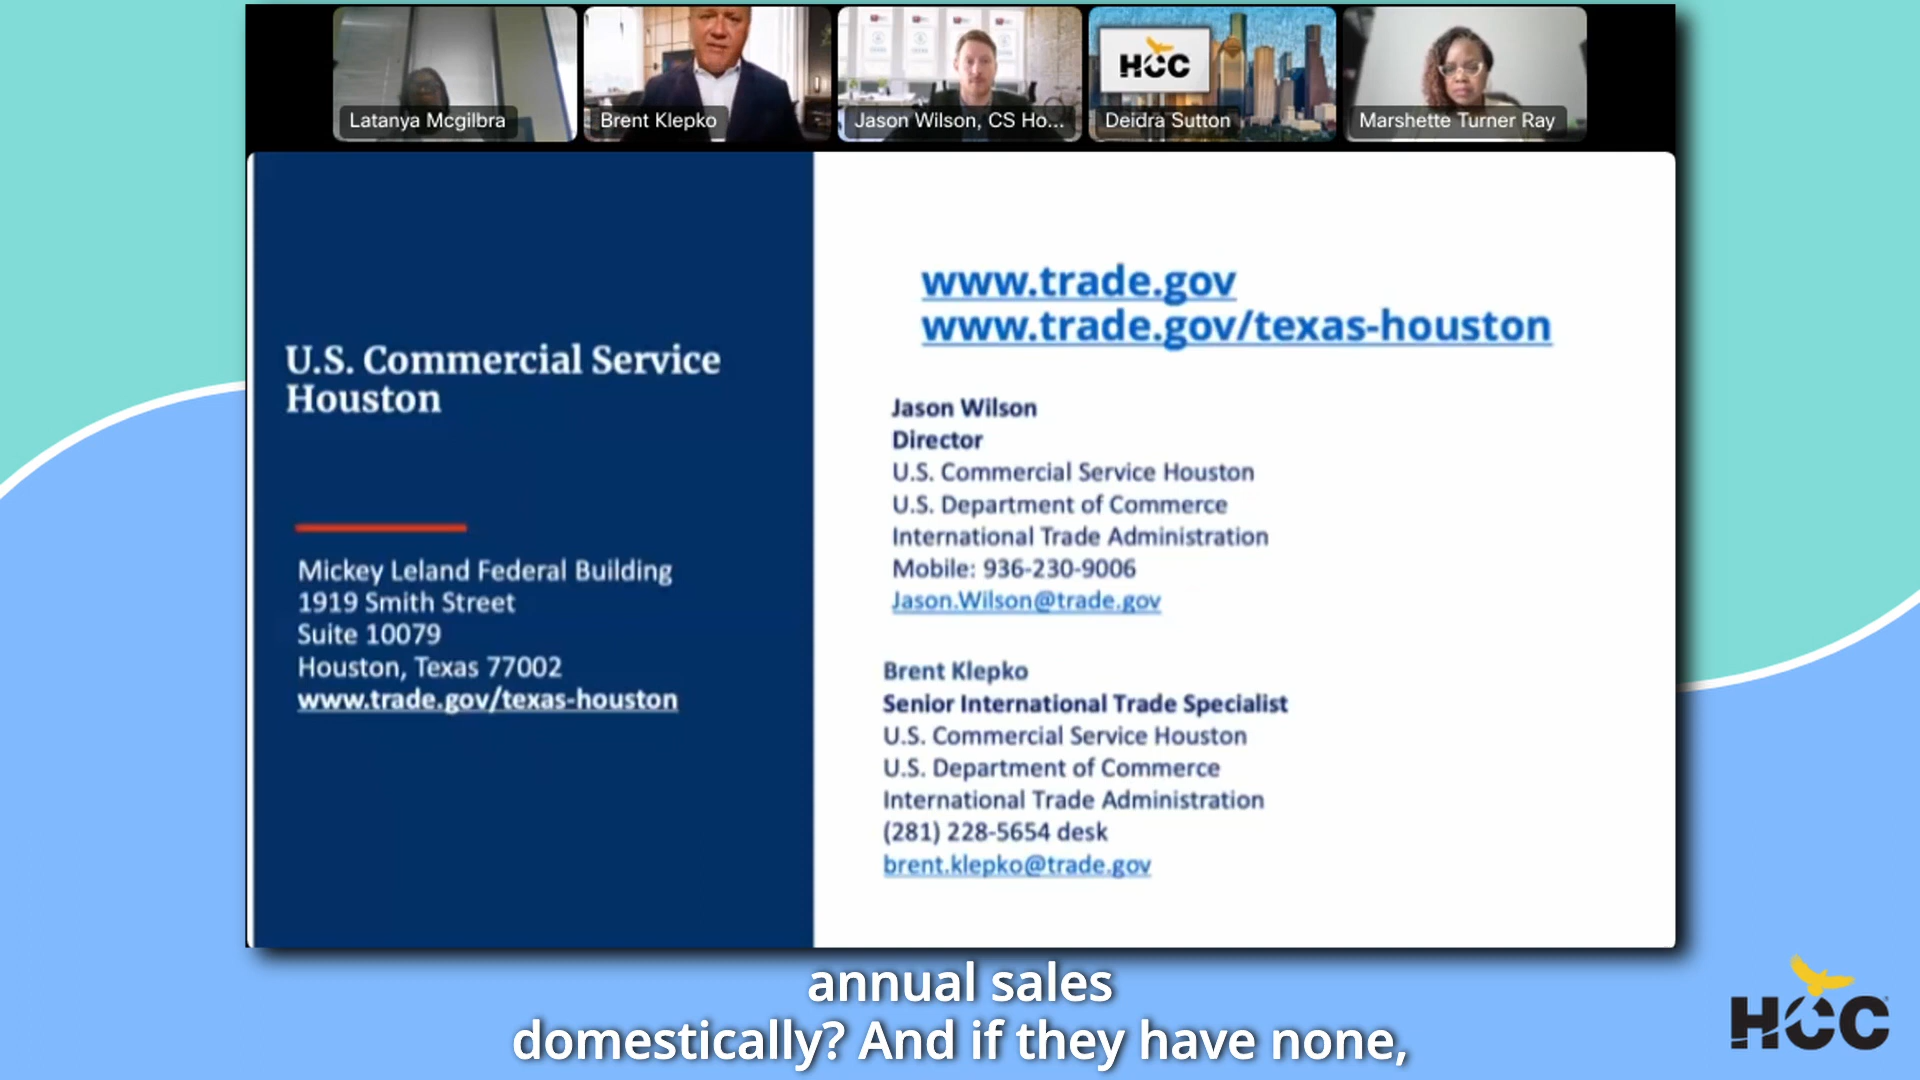 HCC
Latanya Mcgilbra
Brent Klepko
Jason Wilson, CS Ho...
Deidra Sutton
Marshette Turner Ray
U.S. Commercial Service
Houston
Mickey Leland Federal Building
1919 Smith Street
Suite 10079
Houston, Texas 77002
www.trade.gov/texas-houston
www.trade.gov
www.trade.gov/texas-houston
Jason Wilson
Director
U.S. Commercial Service Houston
U.S. Department of Commerce
International Trade Administration
Mobile: 936-230-9006
Jason.Wilson@trade.gov
Brent Klepko
Senior International Trade Specialist
U.S. Commercial Service Houston
U.S. Department of Commerce
International Trade Administration
(281) 228-5654 desk
brent.klepko@trade.gov
annual sales
domestically? And if they have none,
HCC